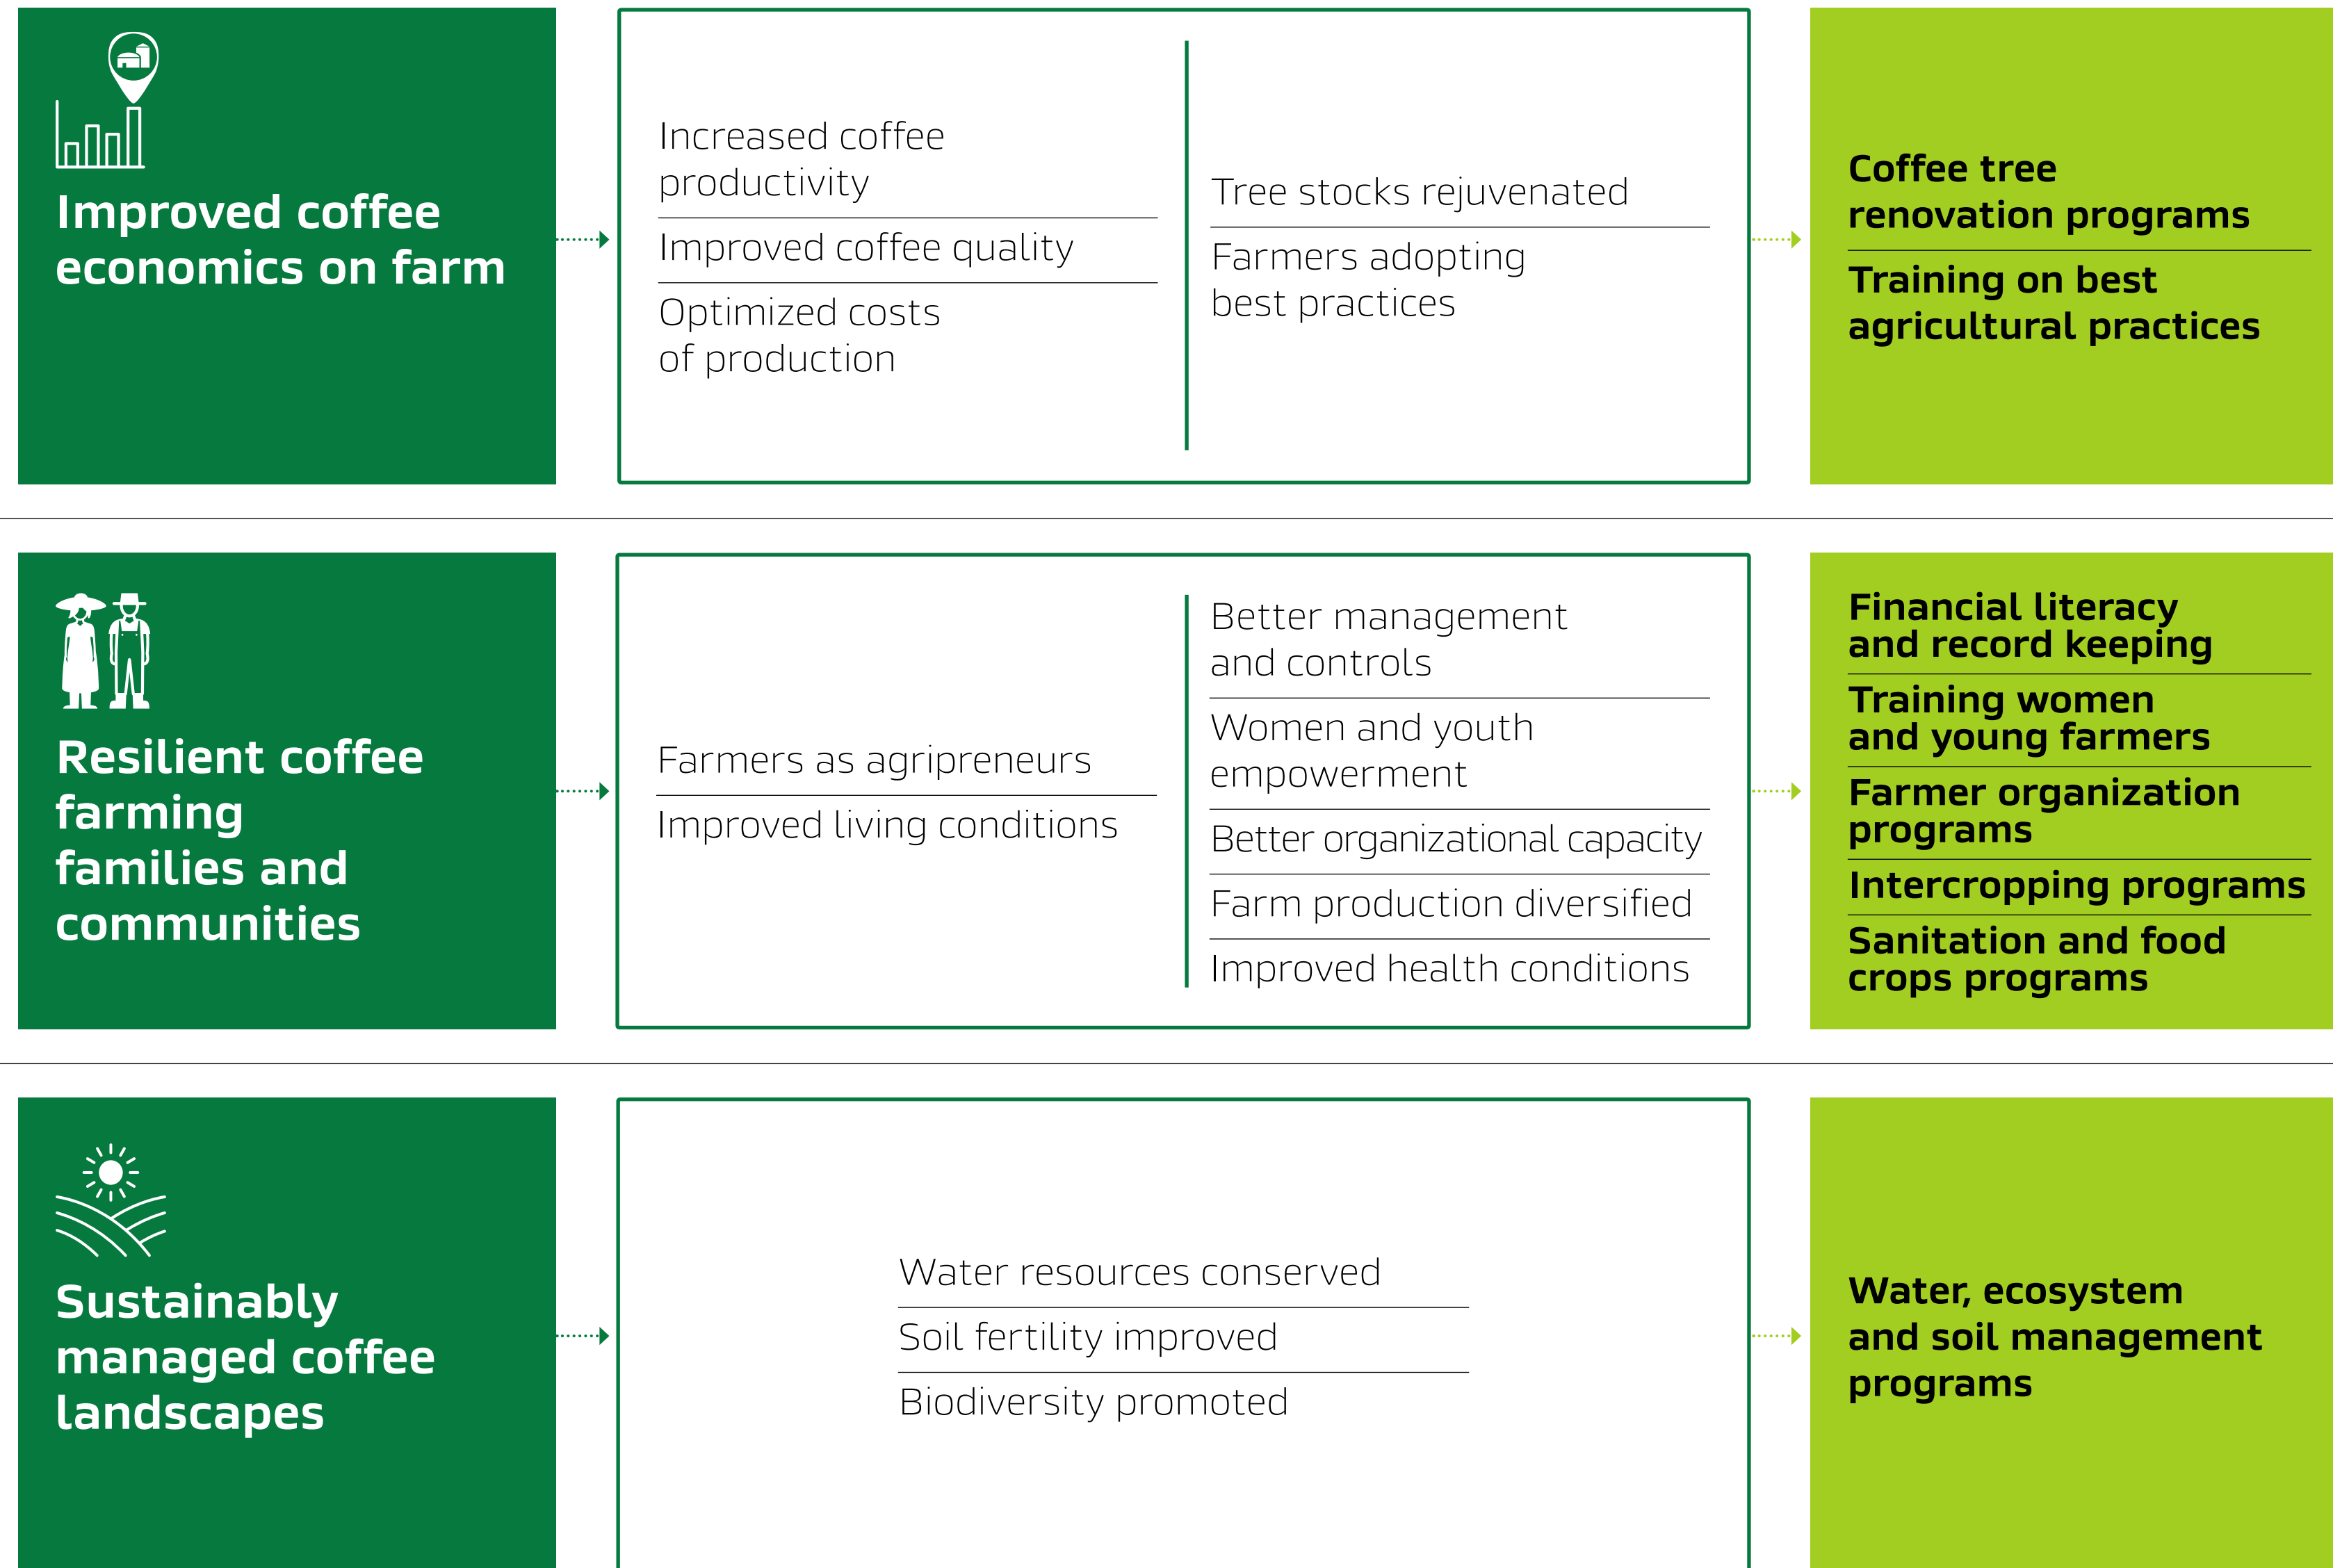 Improved coffee
economics on farm
Increased coffee
productivity
Improved coffee quality
Optimized costs
of production
Tree stocks rejuvenated
Farmers adopting
best practices
Coffee tree
renovation programs
Training on best
agricultural practices
Resilient coffee
farming
families and
communities
Farmers as agripreneurs
Improved living conditions
Better management
and controls
Women and youth
empowerment
Better organizational capacity
Farm production diversified
Improved health conditions
Financial literacy
and record keeping
Training women
and young farmers
Farmer organization
programs
Intercropping programs
Sanitation and food
crops programs
Sustainably
managed coffee
landscapes
Water resources conserved
Soil fertility improved
Biodiversity promoted
Water, ecosystem
and soil management
programs